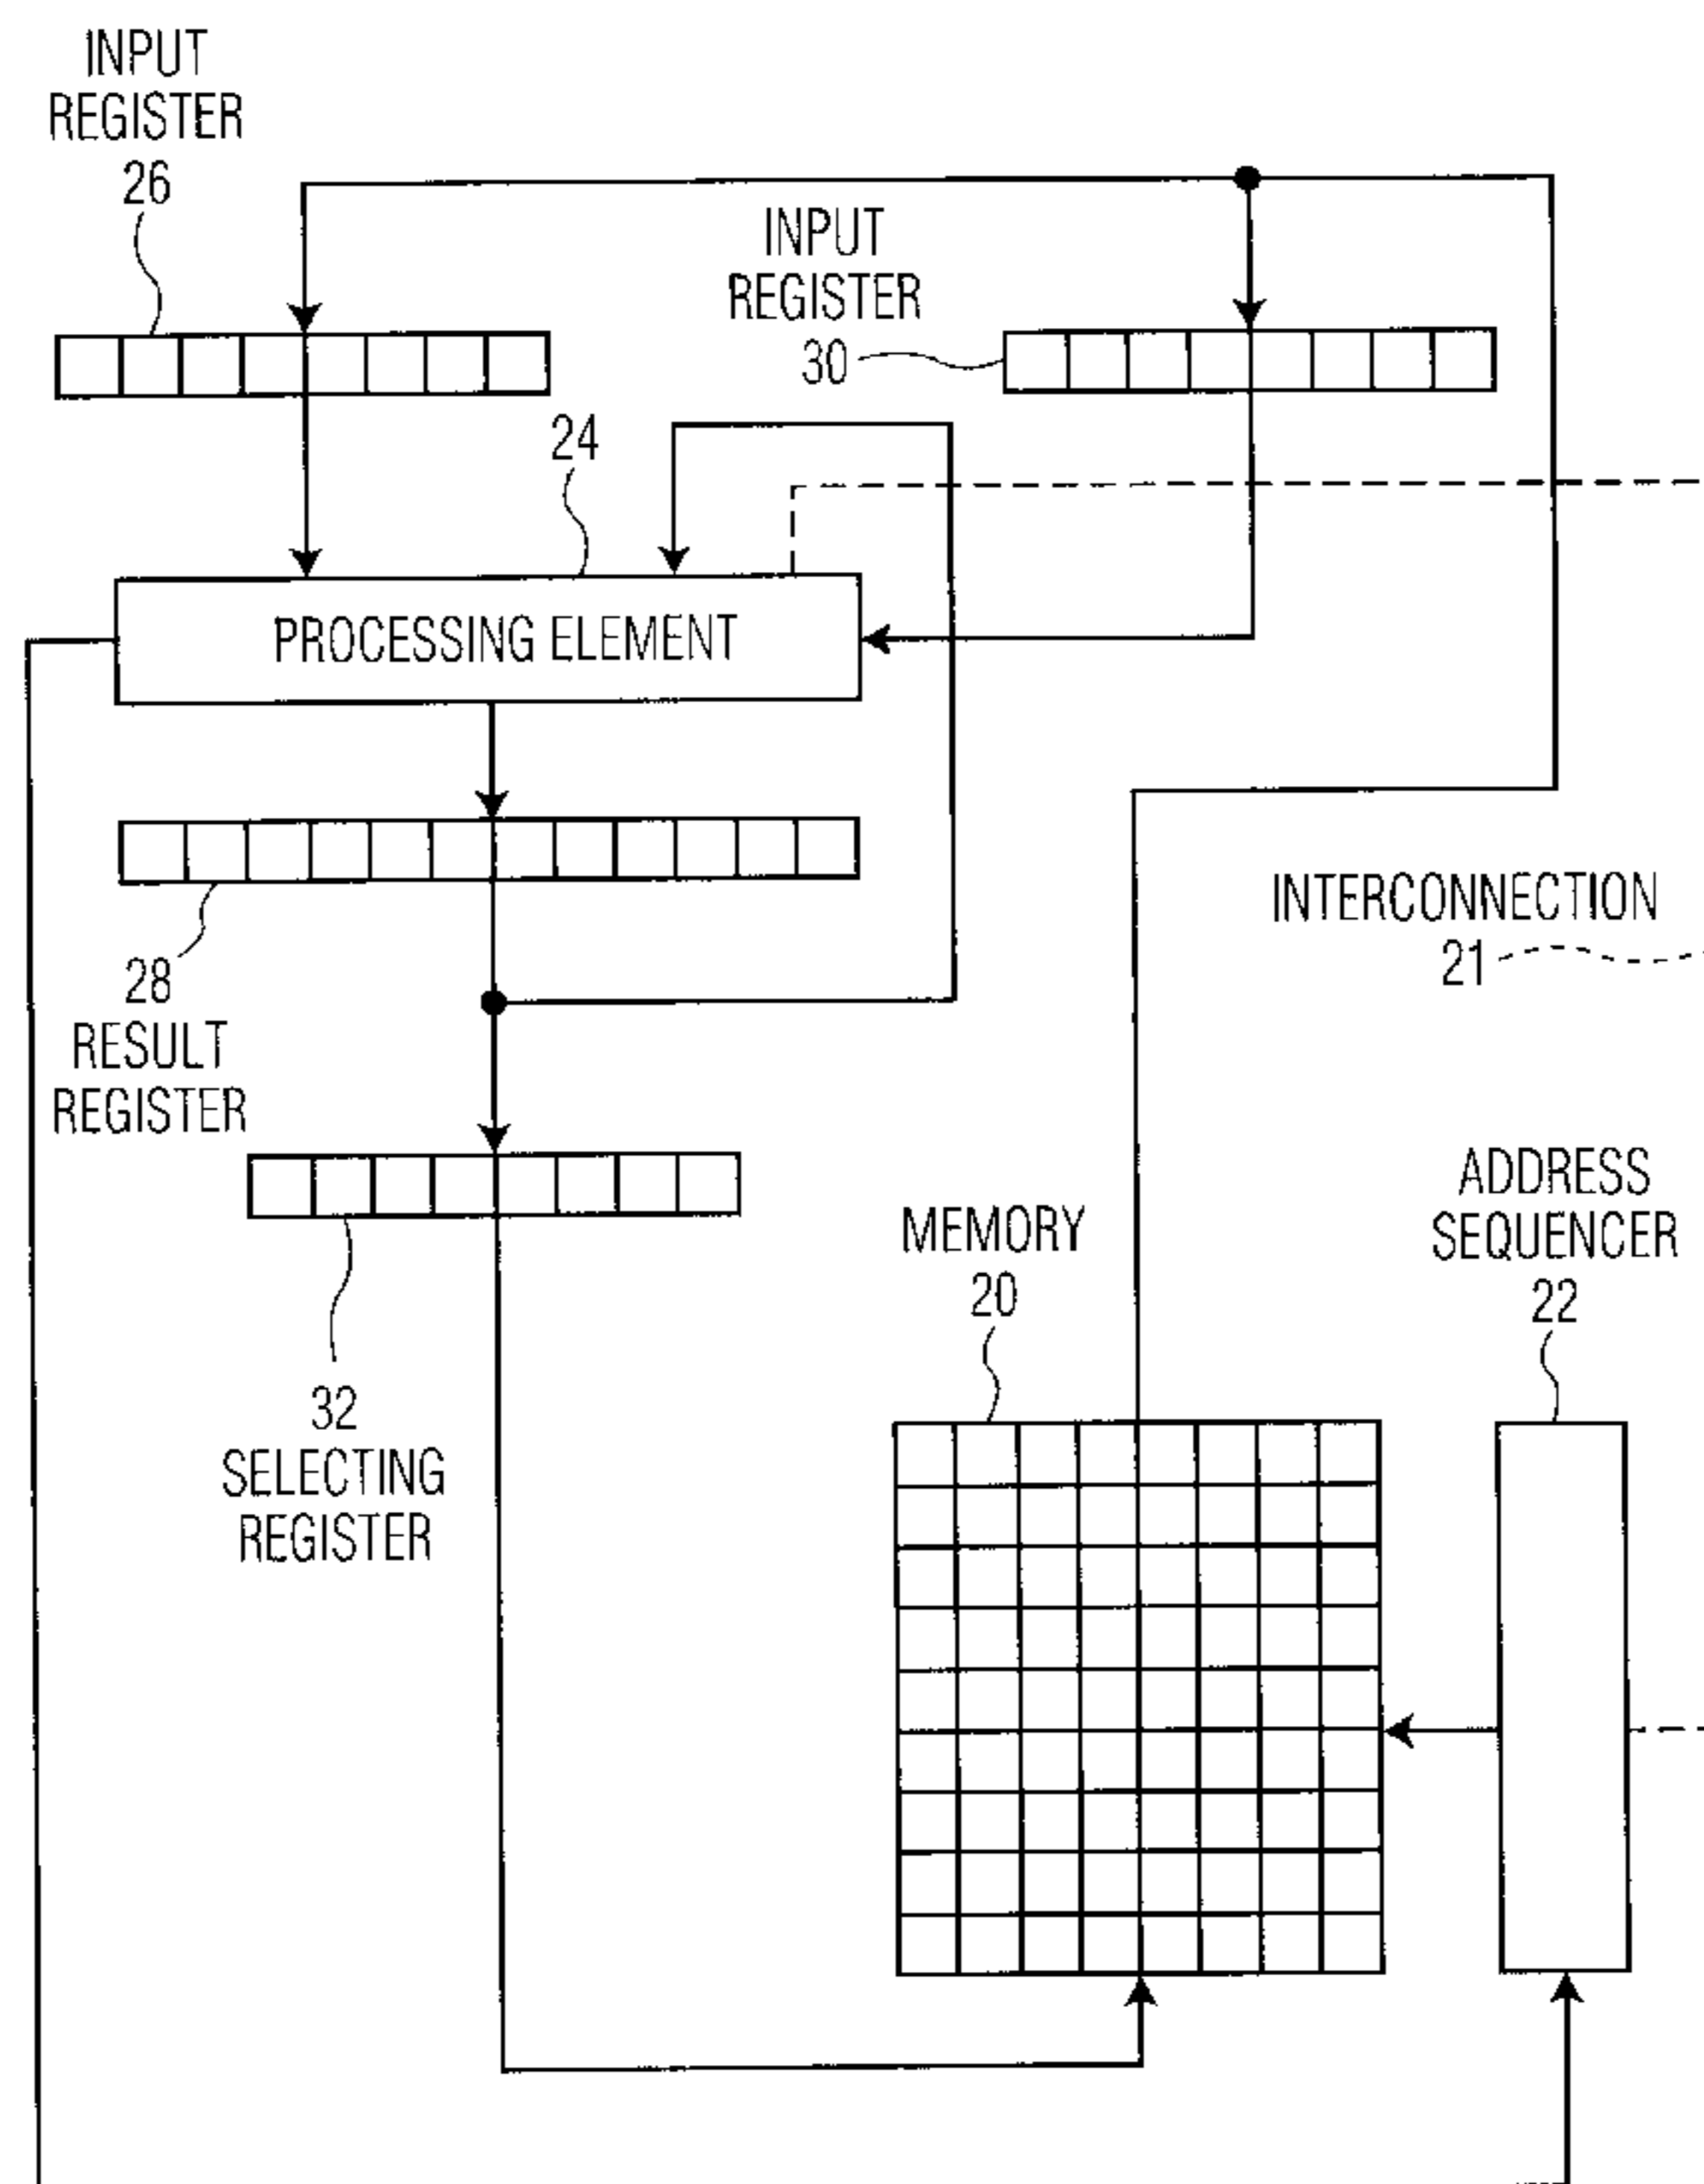 INPUT
REGISTER
26
INPUT
REGISTER
30
24
PROCESSING ELEMENT
INTERCONNECTION
21
28
RESULT
REGISTER
32
SELECTING
REGISTER
MEMORY
20
ADDRESS
SEQUENCER
22